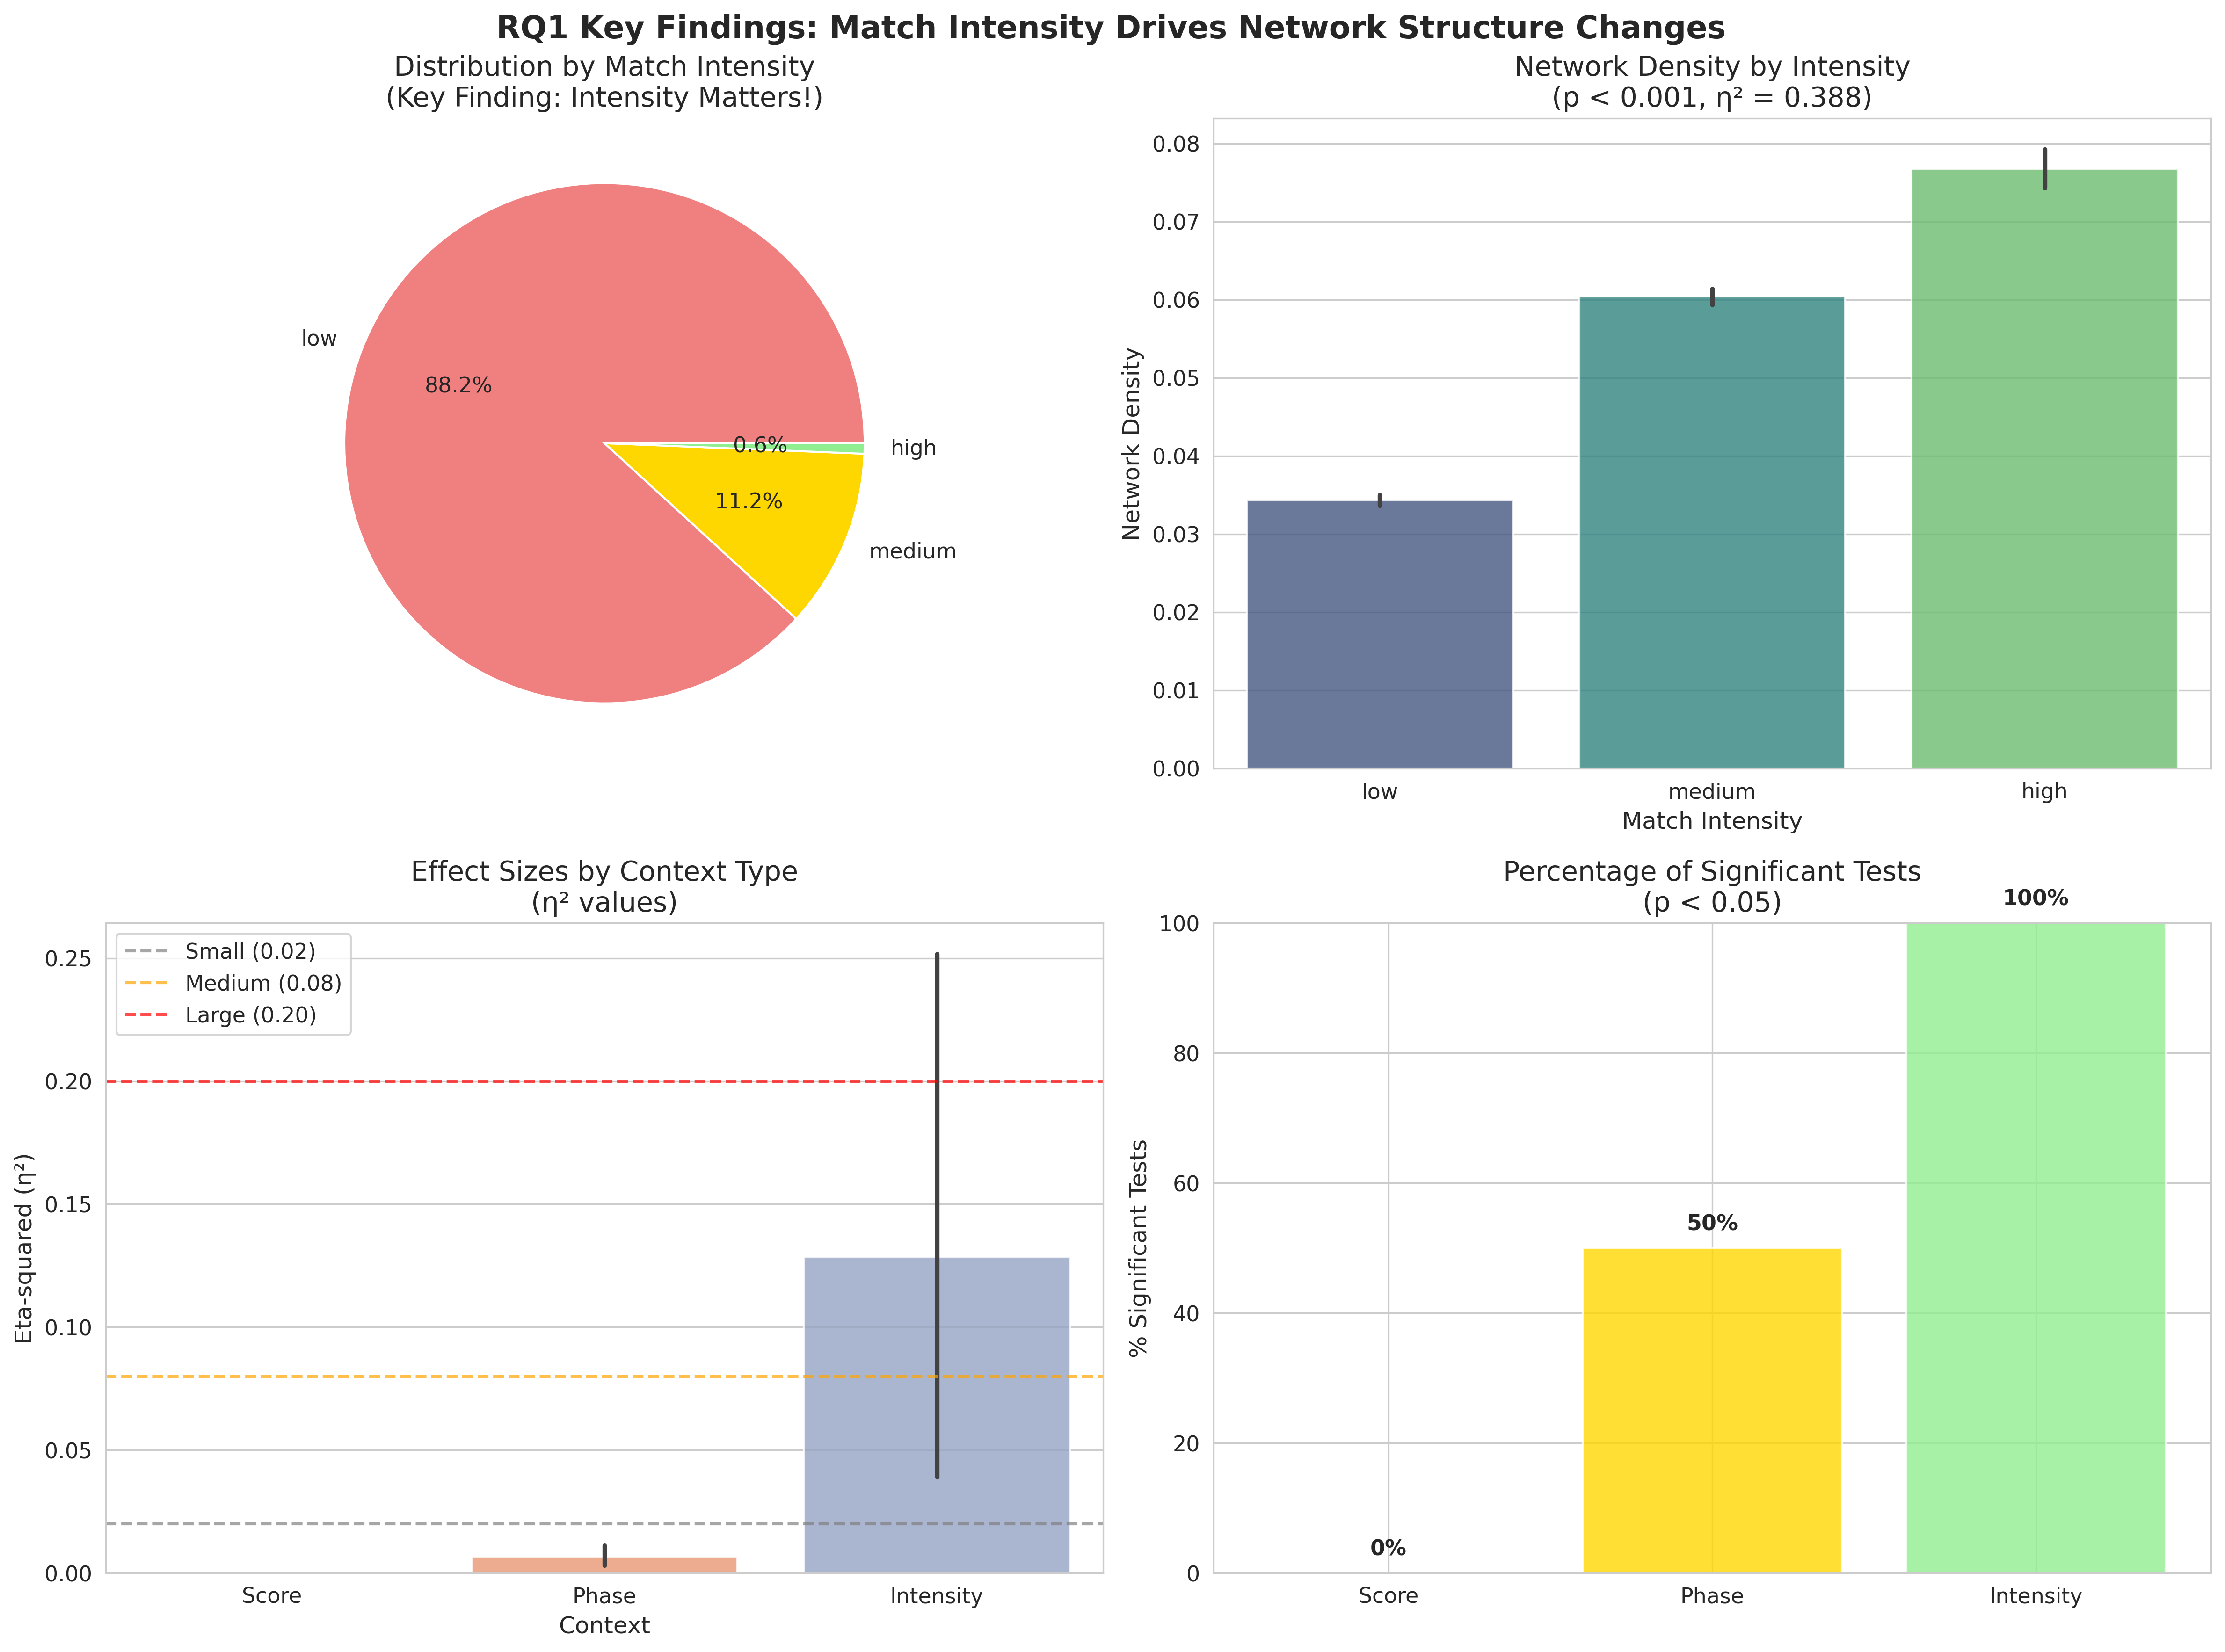 RQ1 Key Findings: Match Intensity Drives Network Structure Changes
Distribution by Match Intensity
(Key Finding: Intensity Matters!)
low
88.2%
0.6%
high
11.2%
medium
Network Density by Intensity
(p < 0.001, η² = 0.388)
Network Density
0.08
0.07
0.06
0.05
0.04
0.03
0.02
0.01
0.00
low
medium
high
Match Intensity
Effect Sizes by Context Type
(η² values)
Small (0.02)
Medium (0.08)
Large (0.20)
Eta-squared (η²)
0.25
0.20
0.15
0.10
0.05
0.00
Score
Phase
Intensity
Context
Percentage of Significant Tests
(p < 0.05)
100%
% Significant Tests
100
80
60
40
20
0
50%
0%
Score
Phase
Intensity